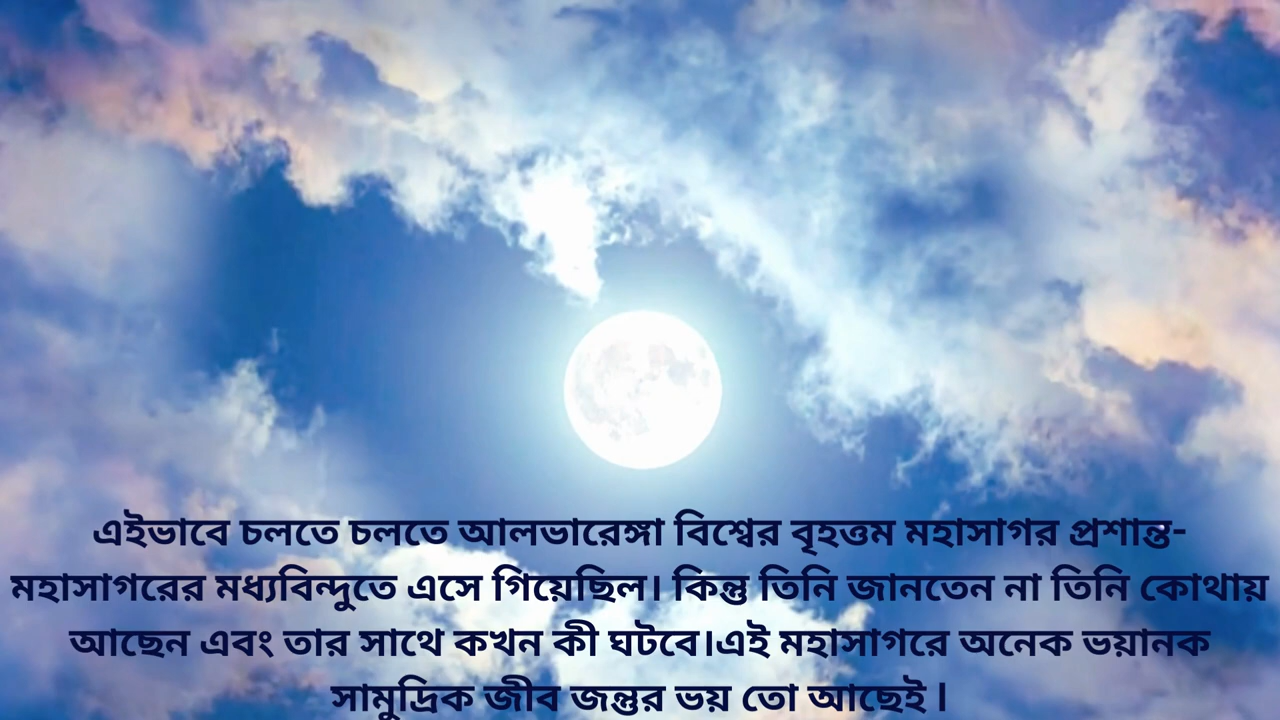 এইভাবে চলতে চলতে আলভারেঙ্গা বিশ্বের বৃহত্তম মহাসাগর প্রশান্ত-
মহাসাগরের মধ্যবিন্দুতে এসে গিয়েছিল। কিন্তু তিনি জানতেন না তিনি কোথায়
আছেন এবং তার সাথে কখন কী ঘটবে।এই মহাসাগরে অনেক ভয়ানক
সামুদ্রিক জীব জন্তুর ভয় তো আছেই l